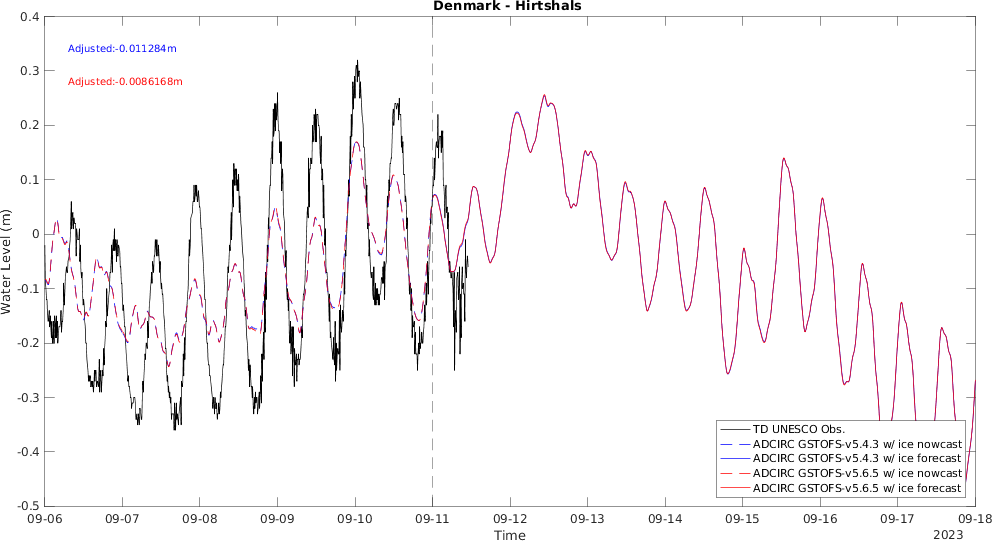 Denmark - Hirtshals
0.4
0.3
0.2
0.1
0
-0.1
-0.2
-0.3
-0.4
-0.5
Water Level (m)
Adjusted:-0.011284m
Adjusted:-0.0086168m
TD UNESCO Obs.
ADCIRC GSTOFS-v5.4.3 w/ ice nowcast
ADCIRC GSTOFS-v5.4.3 w/ ice forecast
ADCIRC GSTOFS-v5.6.5 w/ ice nowcast
ADCIRC GSTOFS-v5.6.5 w/ ice forecast
09-06 09-07 09-08 09-09 09-10 09-11 09-12 09-13 09-14 09-15 09-16 09-17 09-18
Time
2023